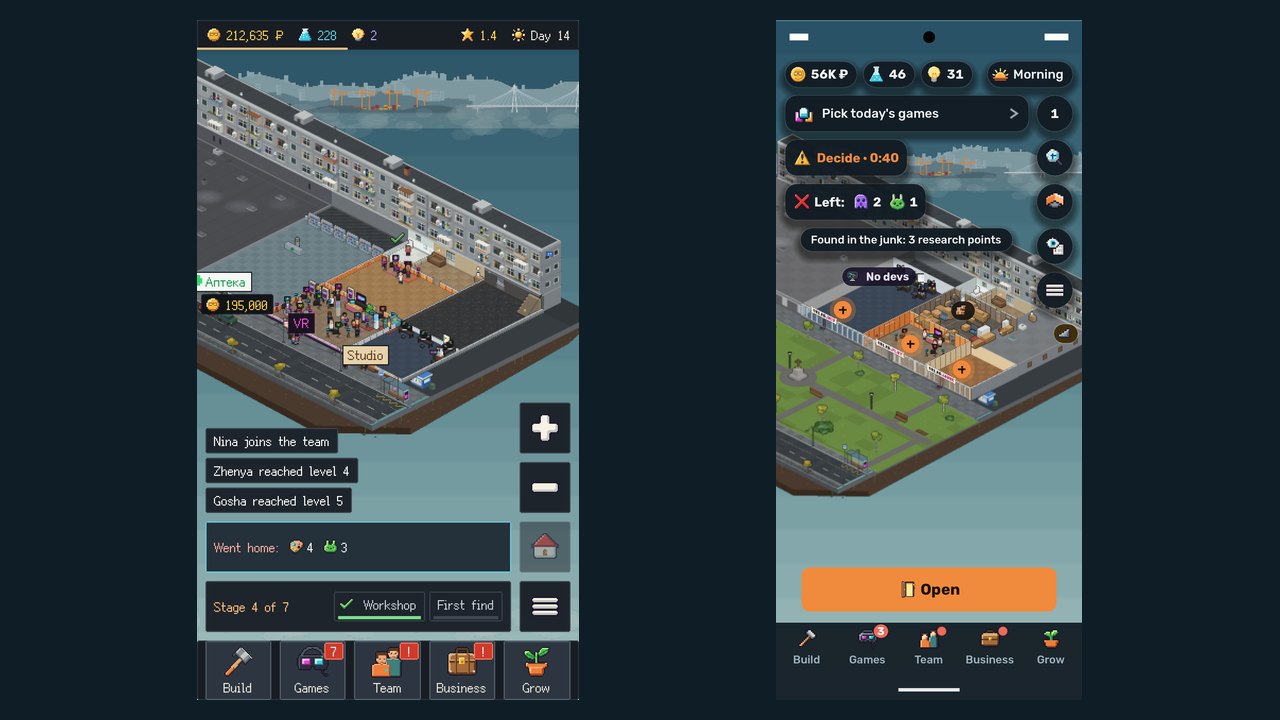 212,635 ₽ 228 2 1.4 Day 14
Аптека
195,000
VR
Studio
Nina joins the team
Zhenya reached level 4
Gosha reached level 5
Went home: 4 3
Stage 4 of 7 Workshop First find
7 ! !
Build Games Team Business Grow
56K ₽ 46 31 Morning
Pick today's games 1
Decide • 0:40
Left: 2 1
Found in the junk: 3 research points
No devs
Open
3
Build Games Team Business Grow